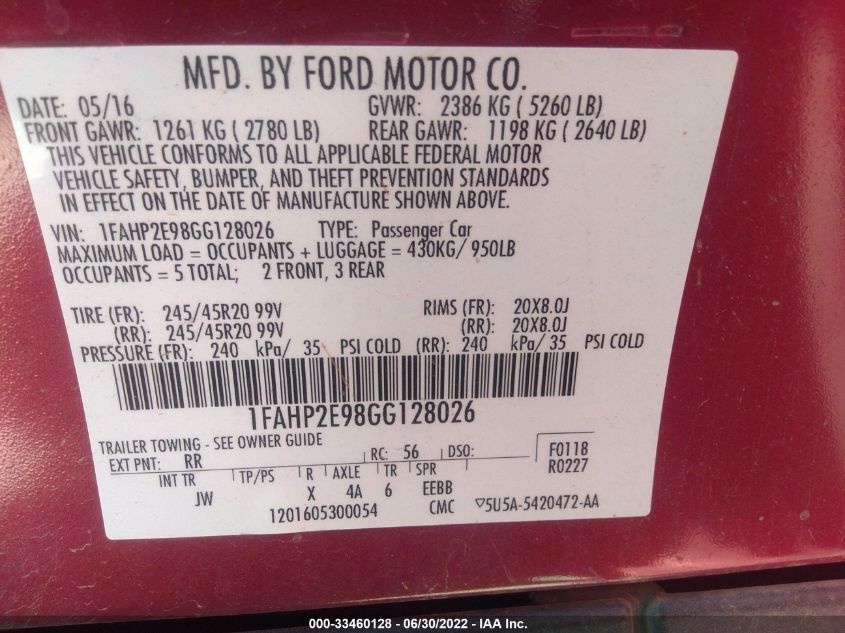 MFD. BY FORD MOTOR CO.
DATE: 05/16 GVWR: 2386 KG ( 5260 LB)
FRONT GAWR: 1261 KG ( 2780 LB) REAR GAWR: 1198 KG ( 2640 LB)
THIS VEHICLE CONFORMS TO ALL APPLICABLE FEDERAL MOTOR
VEHICLE SAFETY, BUMPER, AND THEFT PREVENTION STANDARDS
IN EFFECT ON THE DATE OF MANUFACTURE SHOWN ABOVE.
VIN: 1FAHP2E98GG128026 TYPE: Passenger Car
MAXIMUM LOAD = OCCUPANTS + LUGGAGE = 430KG/ 950LB
OCCUPANTS = 5 TOTAL; 2 FRONT, 3 REAR
TIRE (FR): 245/45R20 99V RIMS (FR): 20X8.0J
(RR): 245/45R20 99V (RR): 20X8.0J
PRESSURE (FR): 240 kPa/ 35 PSI COLD (RR): 240 kPa/ 35 PSI COLD
1FAHP2E98GG128026
TRAILER TOWING - SEE OWNER GUIDE
EXT PNT: RR RC: 56 DSO: F0118
R0227
INT TR TP/PS R AXLE TR SPR
JW X 4A 6 EEBB
1201605300054 CMC ▽5U5A-5420472-AA
000-33460128 - 06/30/2022 - IAA Inc.